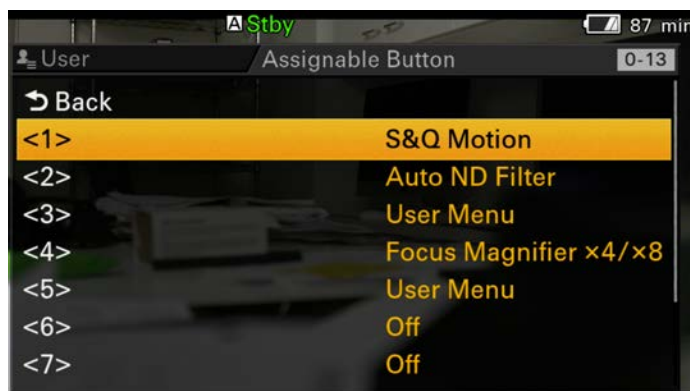 A Stby 87 min
User Assignable Button 0-13
Back
<1> S&Q Motion
<2> Auto ND Filter
<3> User Menu
<4> Focus Magnifier ×4/×8
<5> User Menu
<6> Off
<7> Off